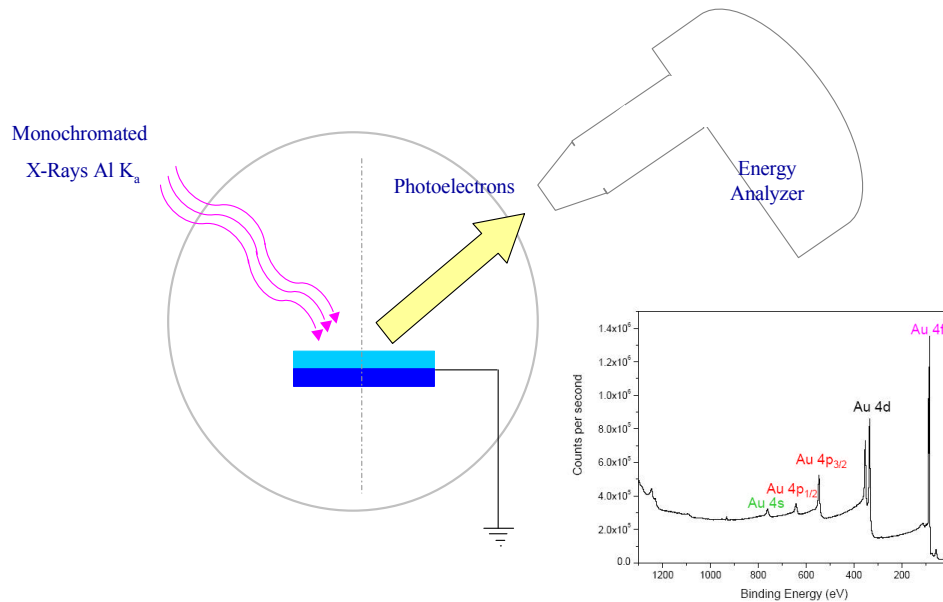 Monochromated
X-Rays Al Kₐ
Photoelectrons
Energy
Analyzer
Au 4f
Au 4d
Au 4p3/2
Au 4p1/2
Au 4s
1.4x10⁶
1.2x10⁶
1.0x10⁶
8.0x10⁵
6.0x10⁵
4.0x10⁵
2.0x10⁵
0.0
Counts per second
1200 1000 800 600 400 200
Binding Energy (eV)